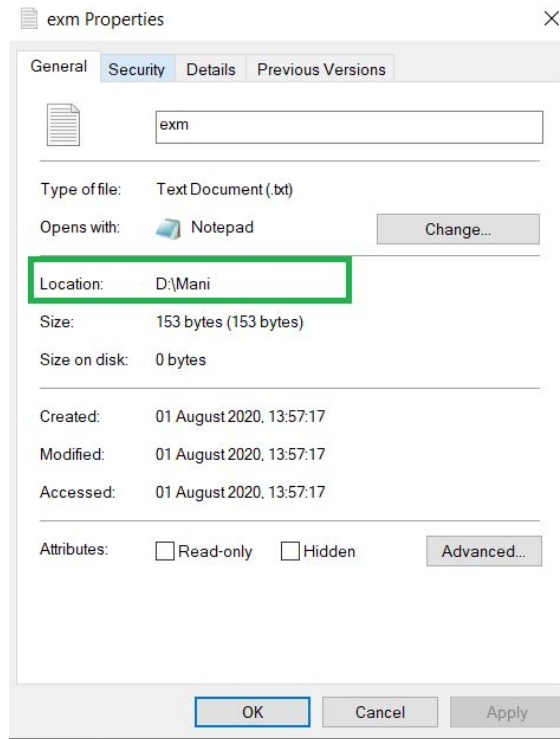 exm Properties
General Security Details Previous Versions
exm
Type of file: Text Document (.txt)
Opens with: Notepad Change...
Location: D:\Mani
Size: 153 bytes (153 bytes)
Size on disk: 0 bytes
Created: 01 August 2020, 13:57:17
Modified: 01 August 2020, 13:57:17
Accessed: 01 August 2020, 13:57:17
Attributes: Read-only Hidden Advanced...
OK Cancel Apply